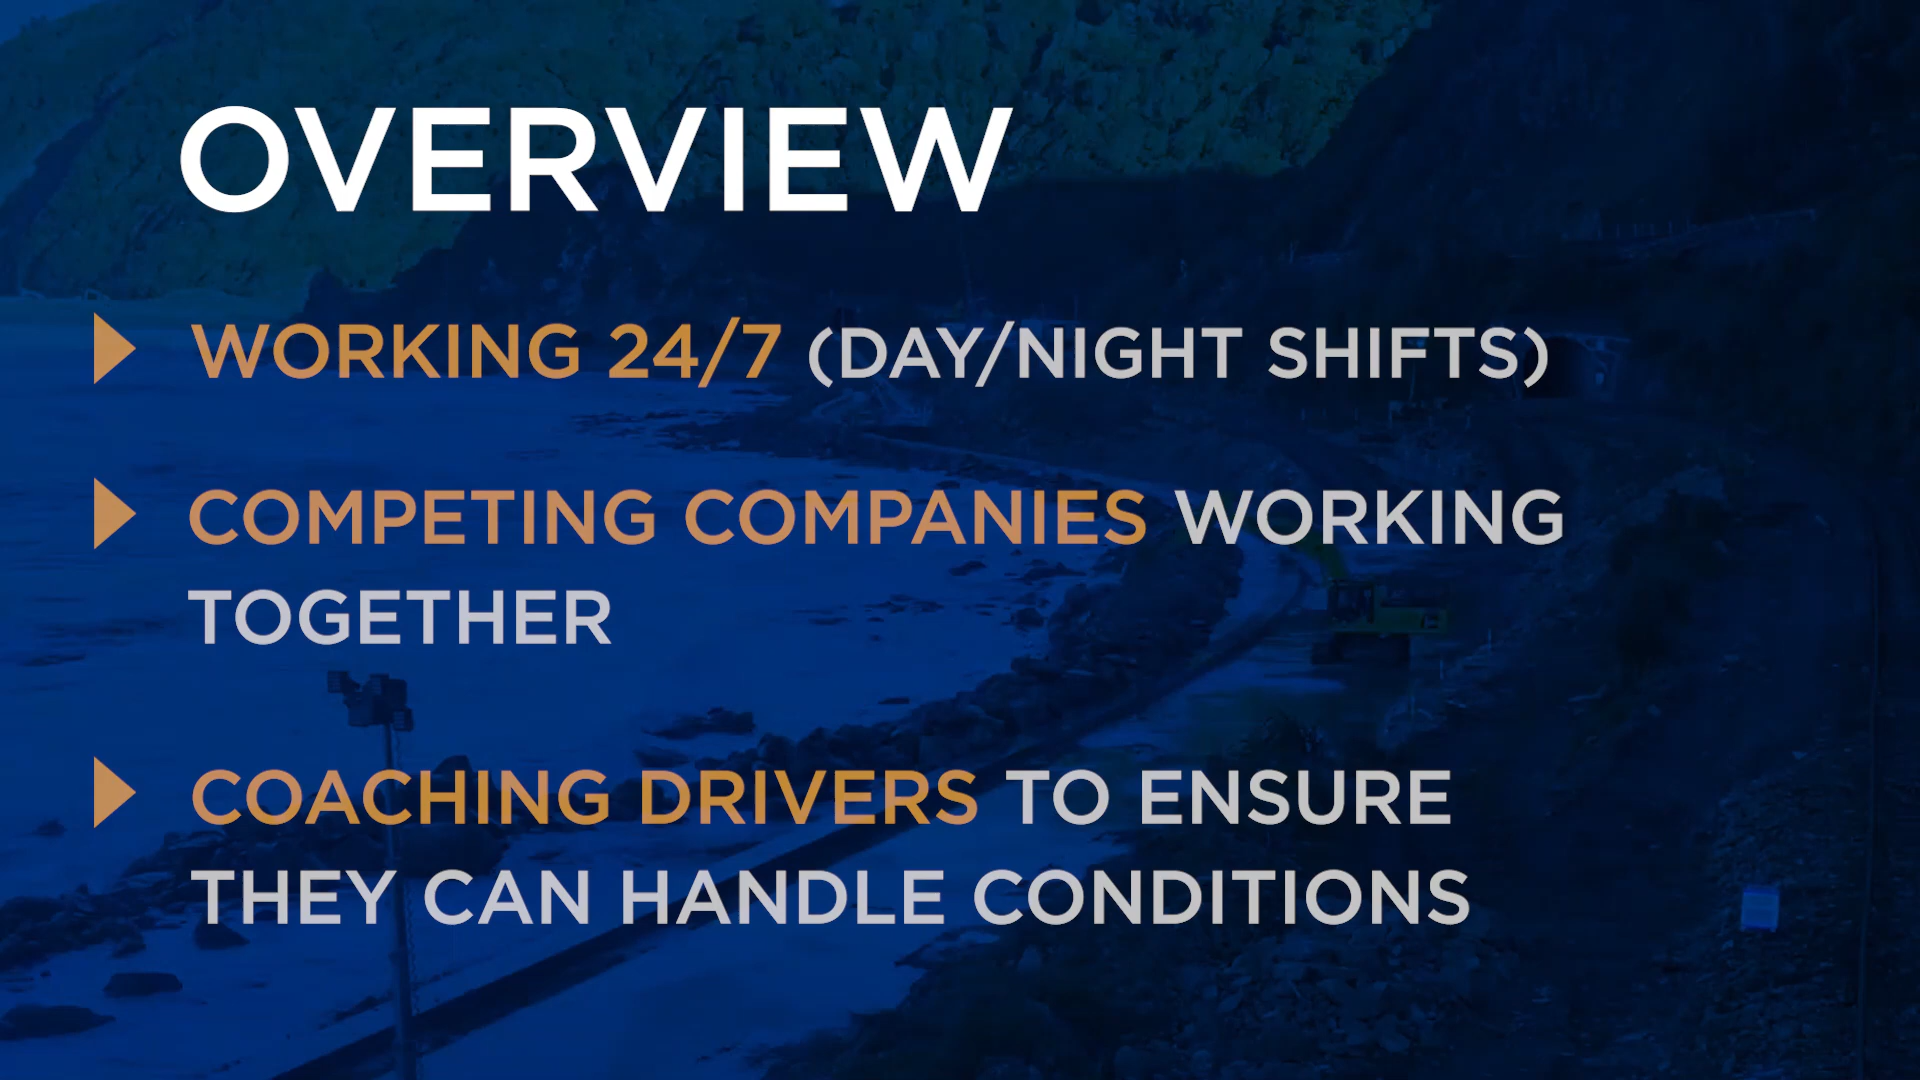 OVERVIEW
WORKING 24/7 (DAY/NIGHT SHIFTS)
COMPETING COMPANIES WORKING
TOGETHER
COACHING DRIVERS TO ENSURE
THEY CAN HANDLE CONDITIONS